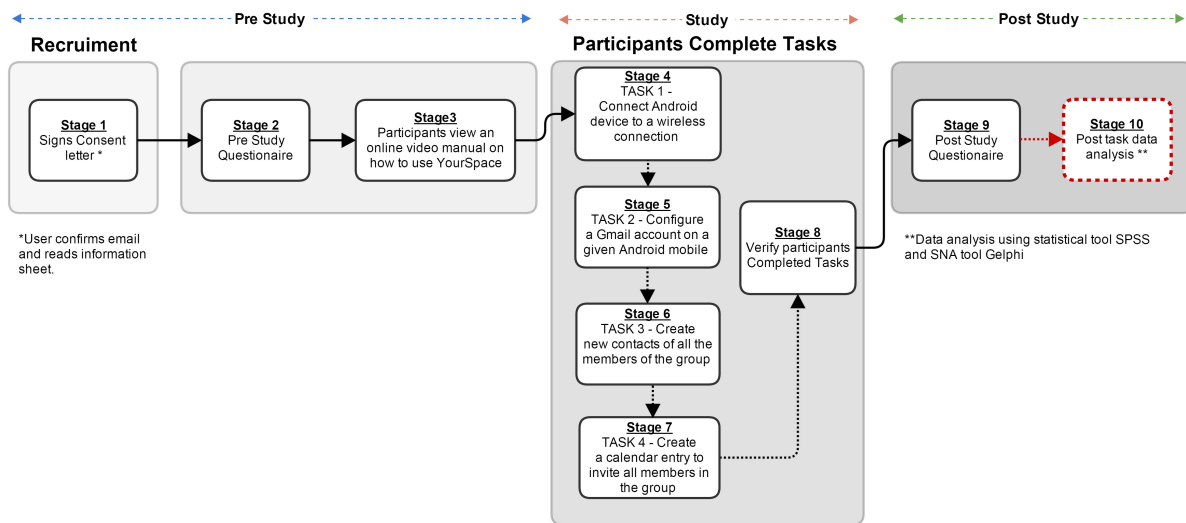 Pre Study
Study
Post Study
Recruiment
Participants Complete Tasks
Stage 1
Signs Consent
letter *
Stage 2
Pre Study
Questionaire
Stage3
Participants view an
online video manual on
how to use YourSpace
Stage 4
TASK 1 -
Connect Android
device to a wireless
connection
Stage 5
TASK 2 - Configure
a Gmail account on a
given Android mobile
Stage 6
TASK 3 - Create
new contacts of all the
members of the group
Stage 7
TASK 4 - Create
a calendar entry to
invite all members in
the group
Stage 8
Verify participants
Completed Tasks
Stage 9
Post Study
Questionaire
Stage 10
Post task data
analysis **
*User confirms email
and reads information
sheet.
**Data analysis using statistical tool SPSS
and SNA tool Gelphi